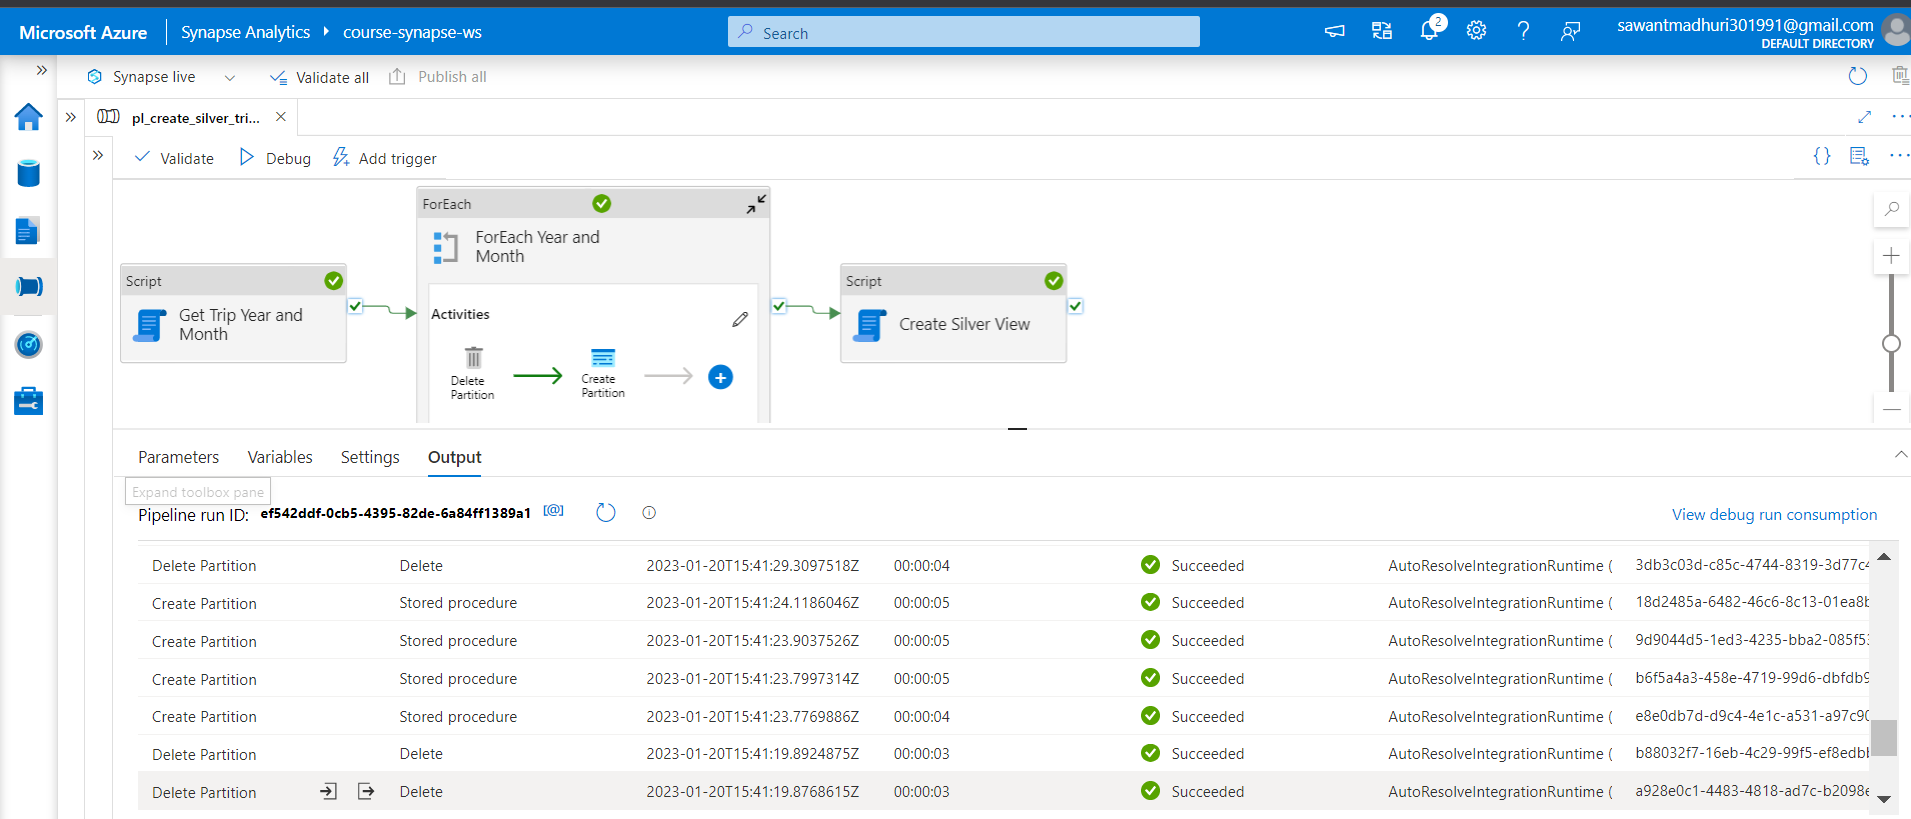 Microsoft Azure
Synapse Analytics
course-synapse-ws
Search
2
sawantmadhuri301991@gmail.com
DEFAULT DIRECTORY
Synapse live
Validate all
Publish all
pl_create_silver_tri...
Validate
Debug
Add trigger
{}
Script
Get Trip Year and
Month
ForEach
ForEach Year and
Month
Activities
Delete
Partition
Create
Partition
Script
Create Silver View
Parameters Variables Settings Output
Expand toolbox pane
Pipeline run ID: ef542ddf-0cb5-4395-82de-6a84ff1389a1 [@]
View debug run consumption
Delete Partition Delete 2023-01-20T15:41:29.3097518Z 00:00:04 Succeeded AutoResolveIntegrationRuntime ( 3db3c03d-c85c-4744-8319-3d77c4
Create Partition Stored procedure 2023-01-20T15:41:24.1186046Z 00:00:05 Succeeded AutoResolveIntegrationRuntime ( 18d2485a-6482-46c6-8c13-01ea8b
Create Partition Stored procedure 2023-01-20T15:41:23.9037526Z 00:00:05 Succeeded AutoResolveIntegrationRuntime ( 9d9044d5-1ed3-4235-bba2-085f53
Create Partition Stored procedure 2023-01-20T15:41:23.7997314Z 00:00:05 Succeeded AutoResolveIntegrationRuntime ( b6f5a4a3-458e-4719-99d6-dbfdb9
Create Partition Stored procedure 2023-01-20T15:41:23.7769886Z 00:00:04 Succeeded AutoResolveIntegrationRuntime ( e8e0db7d-d9c4-4e1c-a531-a97c90
Delete Partition Delete 2023-01-20T15:41:19.8924875Z 00:00:03 Succeeded AutoResolveIntegrationRuntime ( b88032f7-16eb-4c29-99f5-ef8edbb
Delete Partition Delete 2023-01-20T15:41:19.8768615Z 00:00:03 Succeeded AutoResolveIntegrationRuntime ( a928e0c1-4483-4818-ad7c-b2098e